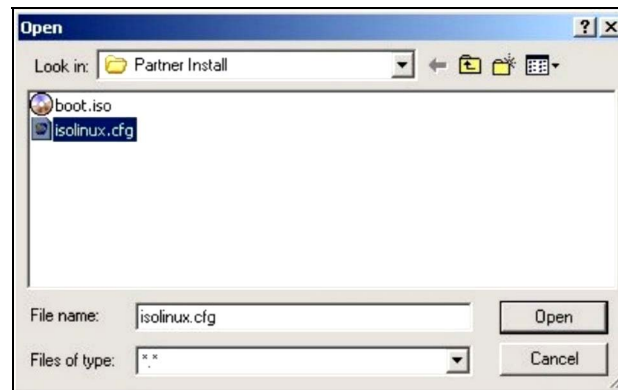 Open
Look in: Partner Install
boot.iso
isolinux.cfg
File name: isolinux.cfg Open
Files of type: *.* Cancel